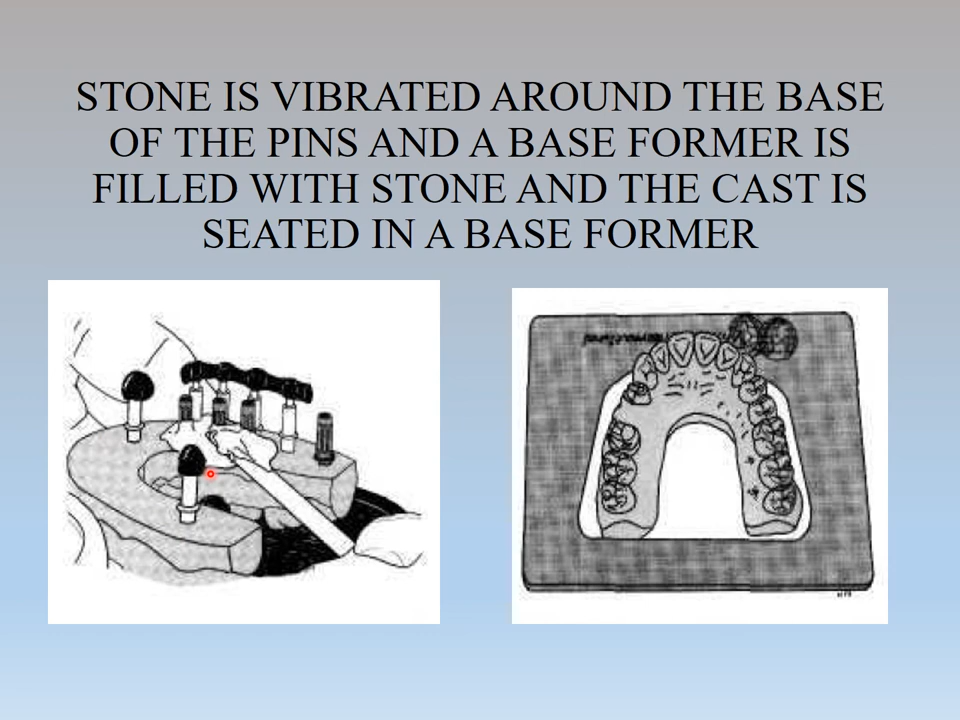 STONE IS VIBRATED AROUND THE BASE
OF THE PINS AND A BASE FORMER IS
FILLED WITH STONE AND THE CAST IS
SEATED IN A BASE FORMER